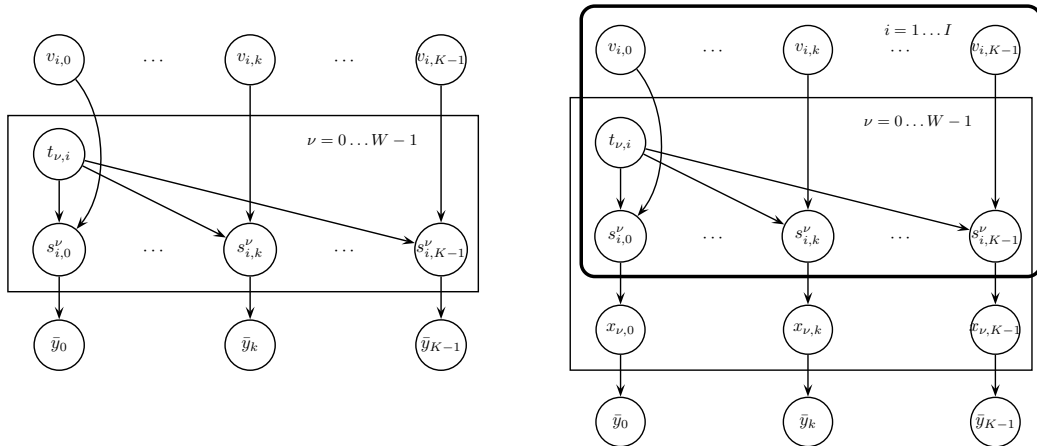 v_{i,0} ... v_{i,k} ... v_{i,K−1}
ν = 0 ... W − 1
t_{ν,i}
s^ν_{i,0} ... s^ν_{i,k} ... s^ν_{i,K−1}
ȳ_0 ȳ_k ȳ_{K−1}
i = 1 ... I
v_{i,0} ... v_{i,k} ... v_{i,K−1}
ν = 0 ... W − 1
t_{ν,i}
s^ν_{i,0} ... s^ν_{i,k} ... s^ν_{i,K−1}
x_{ν,0} x_{ν,k} x_{ν,K−1}
ȳ_0 ȳ_k ȳ_{K−1}